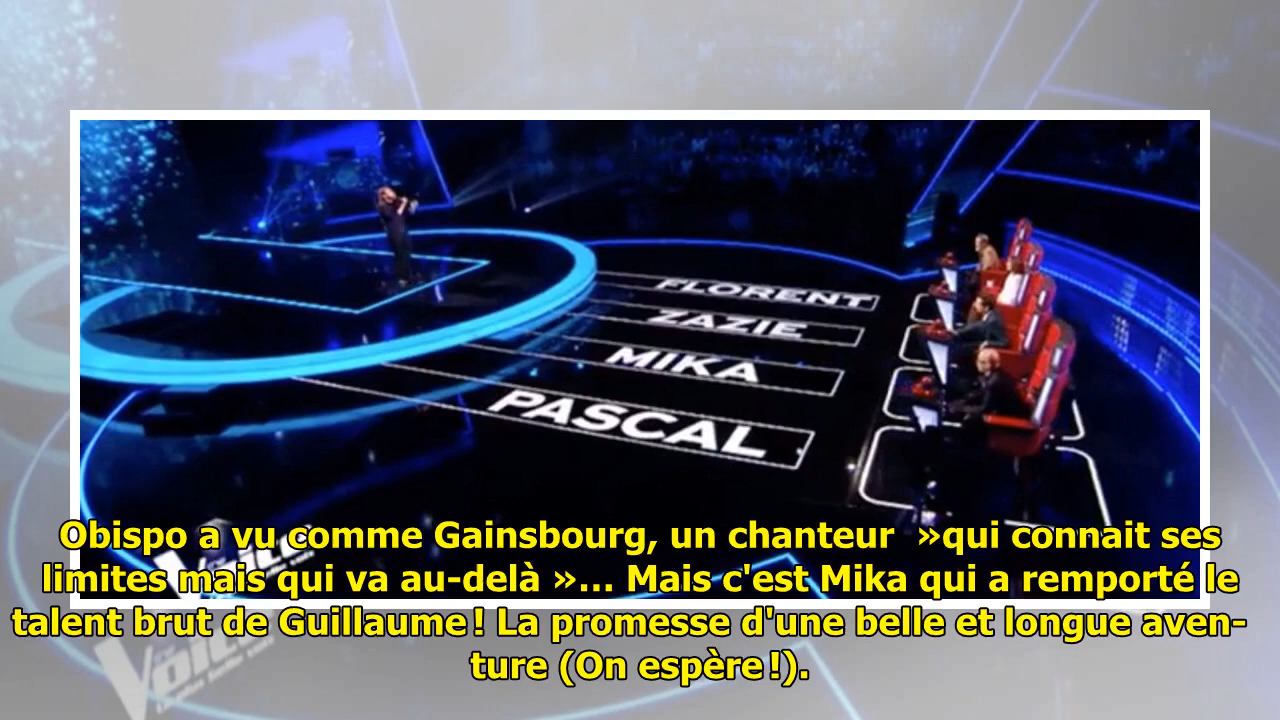 FLORENT
ZAZIE
MIKA
PASCAL
Obispo a vu comme Gainsbourg, un chanteur »qui connait ses
limites mais qui va au-delà »... Mais c'est Mika qui a remporté le
talent brut de Guillaume ! La promesse d'une belle et longue aven-
ture (On espère !).
Voice